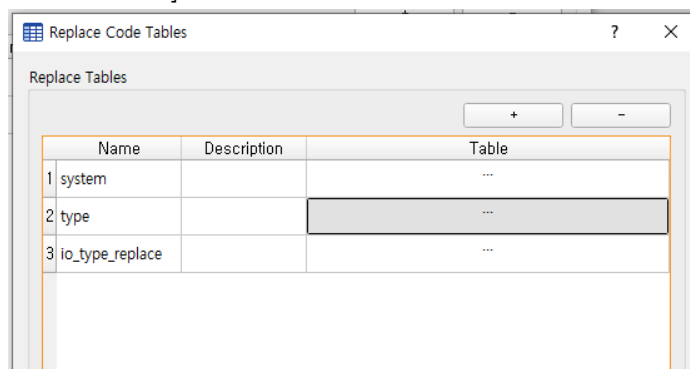 Replace Code Tables ? ×
Replace Tables
+ -
Name Description Table
1 system ...
2 type ...
3 io_type_replace ...